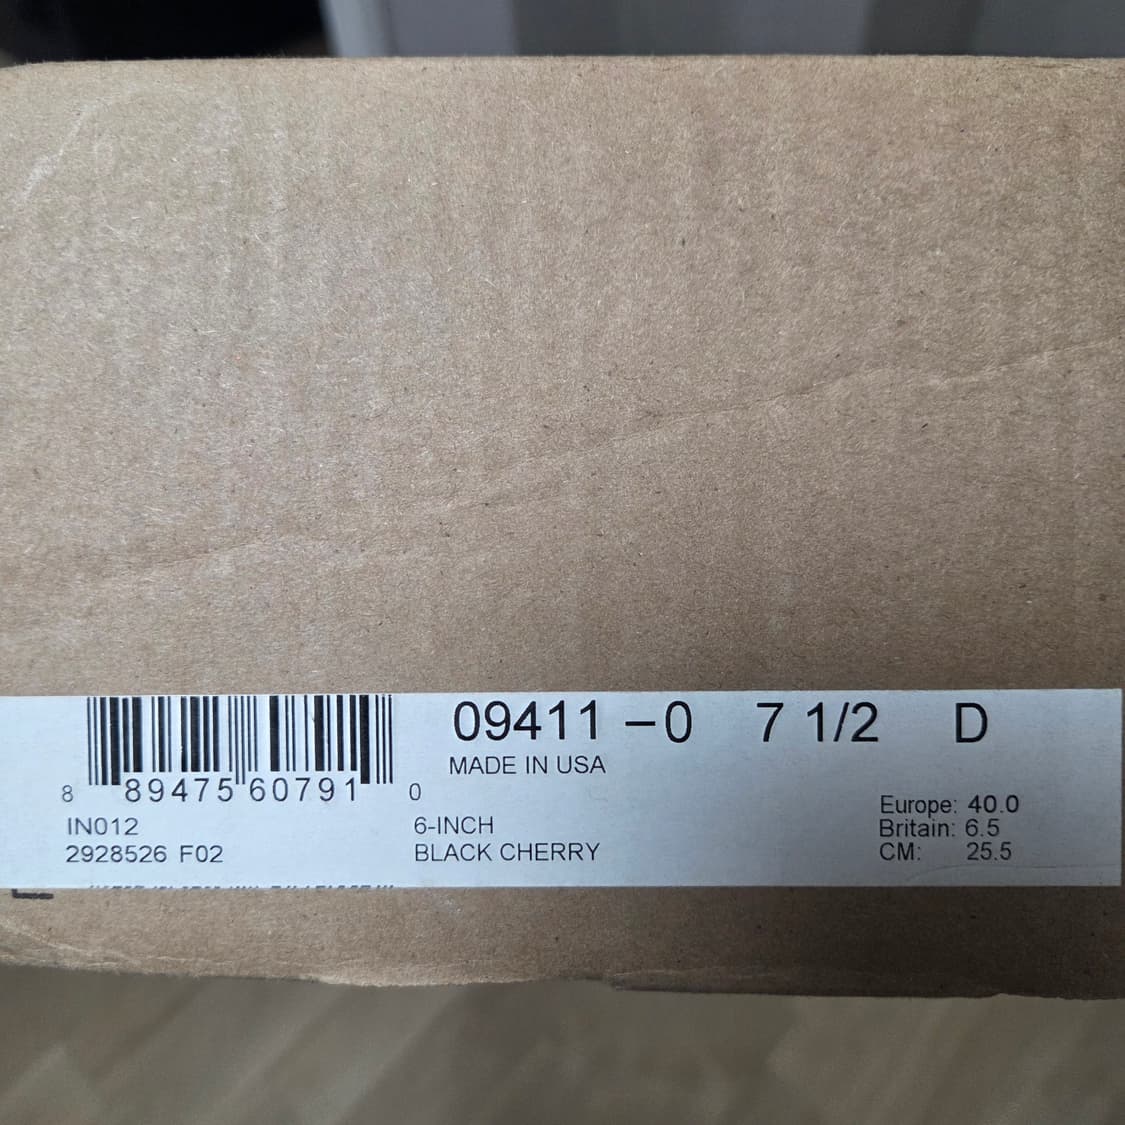 09411 –0 7 1/2 D
MADE IN USA
8 89475 60791 0
IN012
2928526 F02
6-INCH
BLACK CHERRY
Europe: 40.0
Britain: 6.5
CM: 25.5